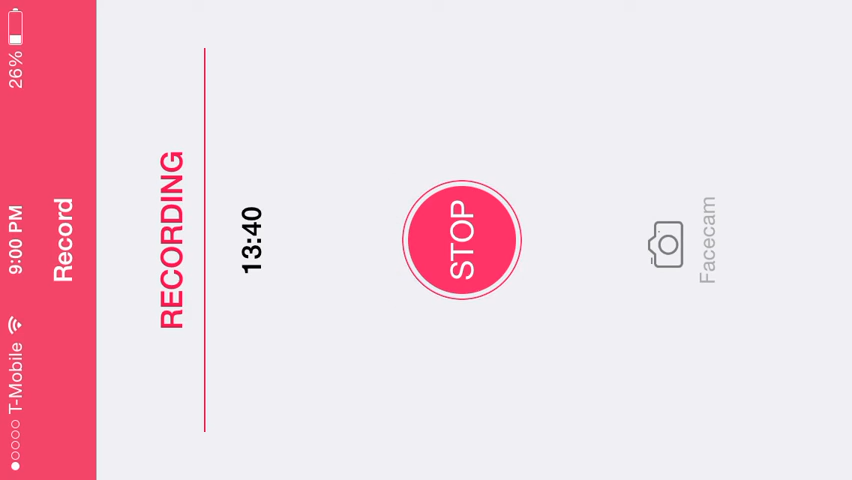 T-Mobile 9:00 PM 26%
Record
RECORDING
13:40
STOP
Facecam